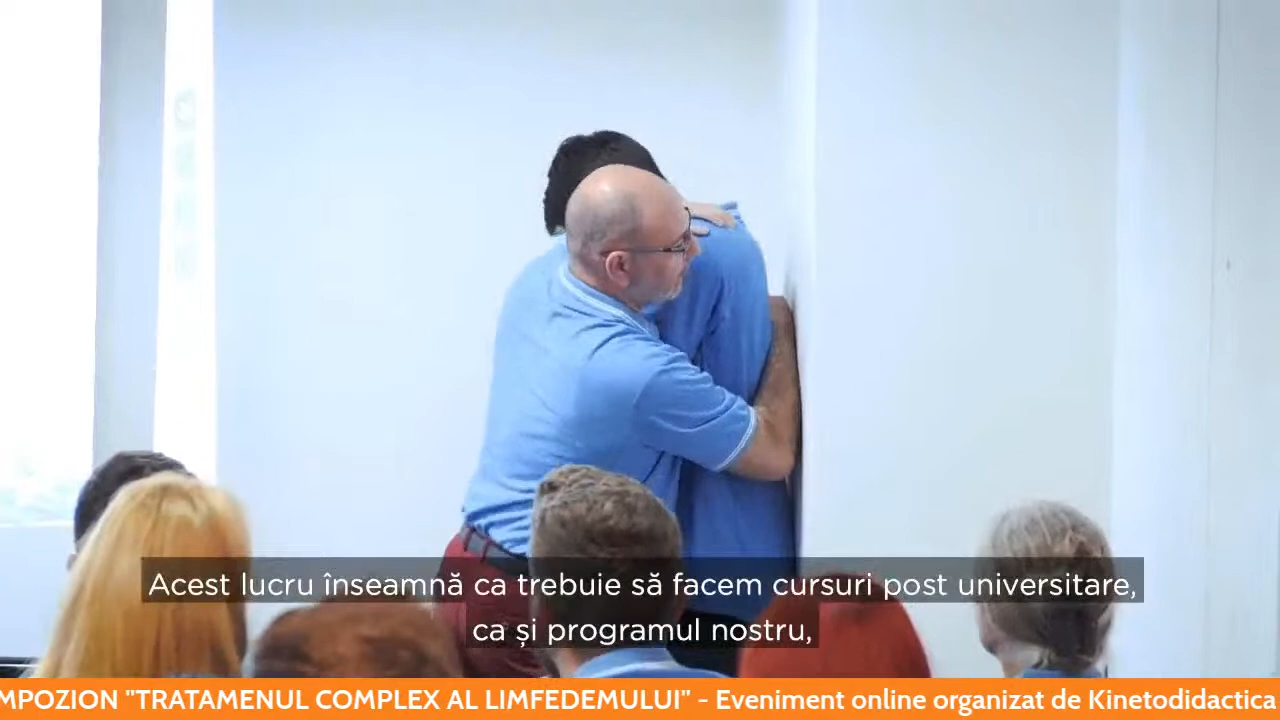 Acest lucru înseamnă ca trebuie să facem cursuri post universitare,
ca și programul nostru,
MPOZION "TRATAMENUL COMPLEX AL LIMFEDEMULUI" - Eveniment online organizat de Kinetodidactica